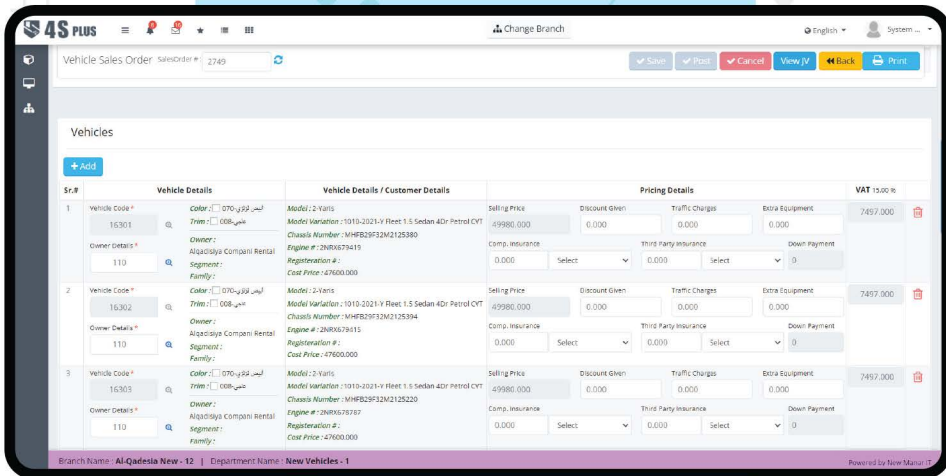 4S PLUS
Change Branch
English
System ...
Vehicle Sales Order SalesOrder # 2749
Save Post Cancel View JV Back Print
Vehicles
+ Add
Sr.# Vehicle Details Vehicle Details / Customer Details Pricing Details VAT 15.00 %
1
Vehicle Code *
16301
Owner Details *
110
Color : 070-ابيض لؤلؤي
Trim : 008-عاجي
Owner :
Alqadisiya Compani Rental
Segment :
Family :
Model : 2-Yaris
Model Variation : 1010-2021-Y Fleet 1.5 Sedan 4Dr Petrol CYT
Chassis Number : MHFB29F32M2125380
Engine # : 2NRX679419
Registeration # :
Cost Price : 47600.000
Selling Price Discount Given Traffic Charges Extra Equipment
49980.000 0.000 0.000 0.000
Comp. Insurance Third Party Insurance Down Payment
0.000 Select 0.000 Select 0
7497.000
2
Vehicle Code *
16302
Owner Details *
110
Color : 070-ابيض لؤلؤي
Trim : 008-عاجي
Owner :
Alqadisiya Compani Rental
Segment :
Family :
Model : 2-Yaris
Model Variation : 1010-2021-Y Fleet 1.5 Sedan 4Dr Petrol CYT
Chassis Number : MHFB29F32M2125394
Engine # : 2NRX679415
Registeration # :
Cost Price : 47600.000
Selling Price Discount Given Traffic Charges Extra Equipment
49980.000 0.000 0.000 0.000
Comp. Insurance Third Party Insurance Down Payment
0.000 Select 0.000 Select 0
7497.000
3
Vehicle Code *
16303
Owner Details *
110
Color : 070-ابيض لؤلؤي
Trim : 008-عاجي
Owner :
Alqadisiya Compani Rental
Segment :
Family :
Model : 2-Yaris
Model Variation : 1010-2021-Y Fleet 1.5 Sedan 4Dr Petrol CYT
Chassis Number : MHFB29F32M2125220
Engine # : 2NRX678787
Registeration # :
Cost Price : 47600.000
Selling Price Discount Given Traffic Charges Extra Equipment
49980.000 0.000 0.000 0.000
Comp. Insurance Third Party Insurance Down Payment
0.000 Select 0.000 Select 0
7497.000
Branch Name : Al-Qadesia New - 12 | Department Name : New Vehicles - 1
Powered by New Manar IT